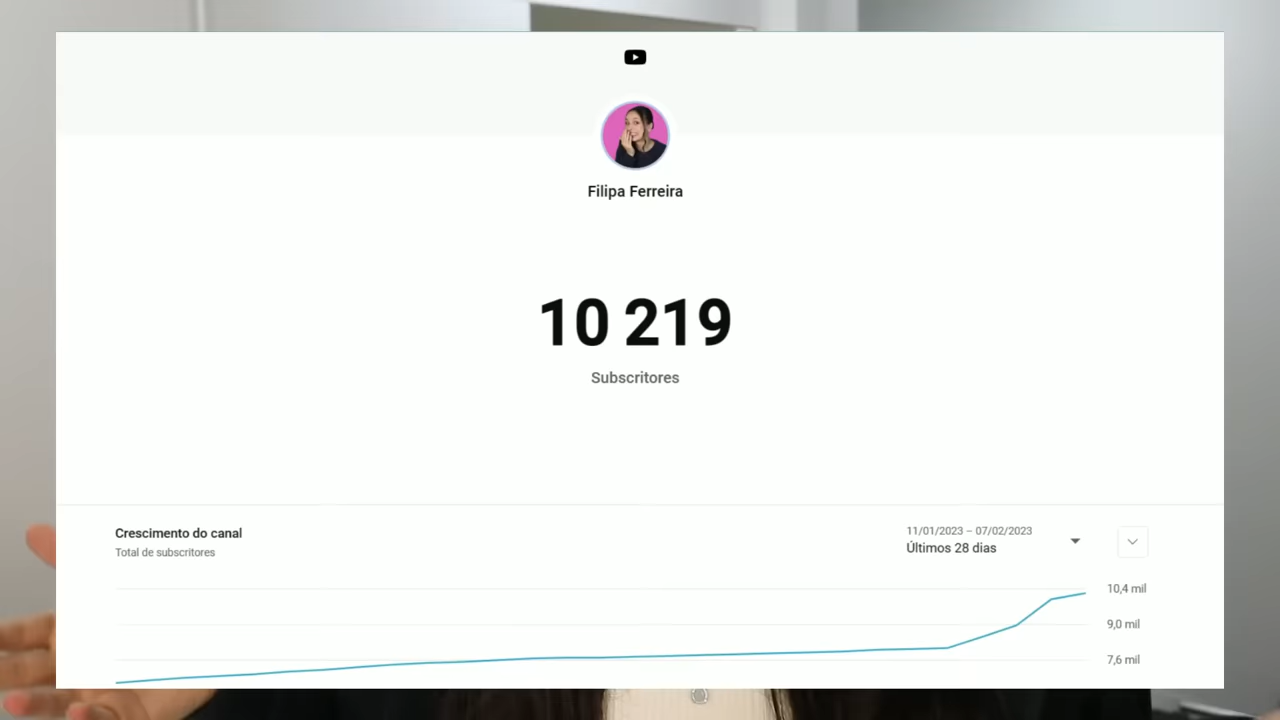 Filipa Ferreira
10 219
Subscritores
Crescimento do canal
Total de subscritores
11/01/2023 – 07/02/2023
Últimos 28 dias
10,4 mil
9,0 mil
7,6 mil